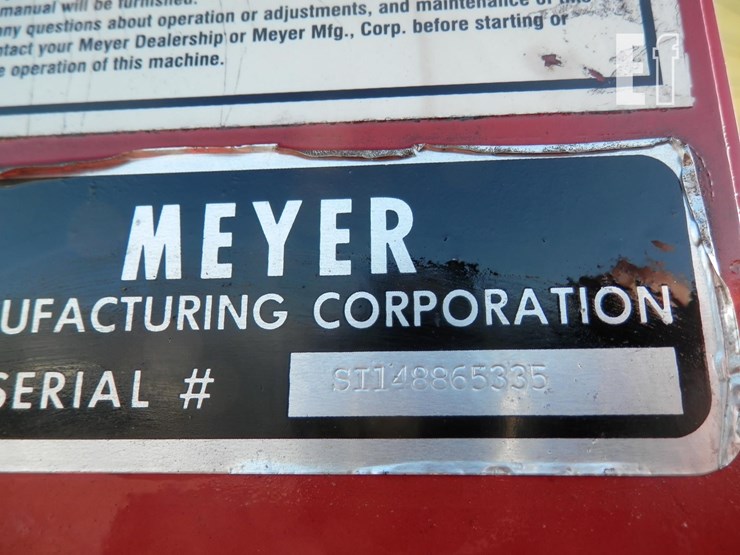 manual will be furnished.
any questions about operation or adjustments, and maintenance of this
ntact your Meyer Dealership or Meyer Mfg., Corp. before starting or
e operation of this machine.
Ef
MEYER
UFACTURING CORPORATION
SERIAL # SI148865335